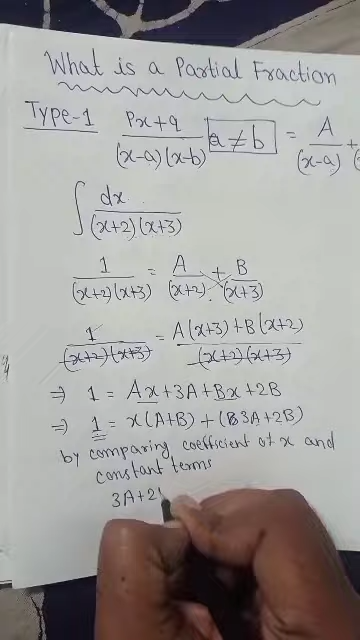 What is a Partial Fraction
Type-1 Px+q/(x-a)(x-b) a≠b = A/(x-a) +
∫ dx/(x+2)(x+3)
1/(x+2)(x+3) = A/(x+2) + B/(x+3)
1/(x+2)(x+3) = A(x+3)+B(x+2)/(x+2)(x+3)
⇒ 1 = Ax+3A+Bx+2B
⇒ 1 = x(A+B) + (B 3A+2B)
by comparing coefficient of x and
constant terms
3A+2